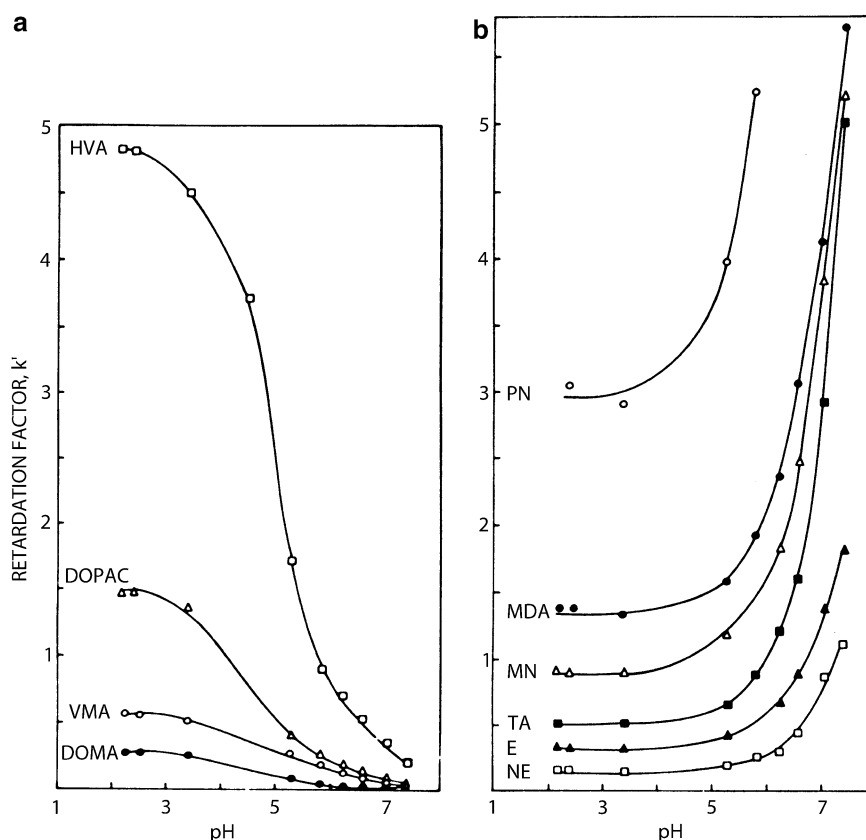 a
RETARDATION FACTOR, k'
5
4
3
2
1
HVA
DOPAC
VMA
DOMA
1 3 5 7
pH
b
5
4
3
2
1
PN
MDA
MN
TA
E
NE
1 3 5 7
pH